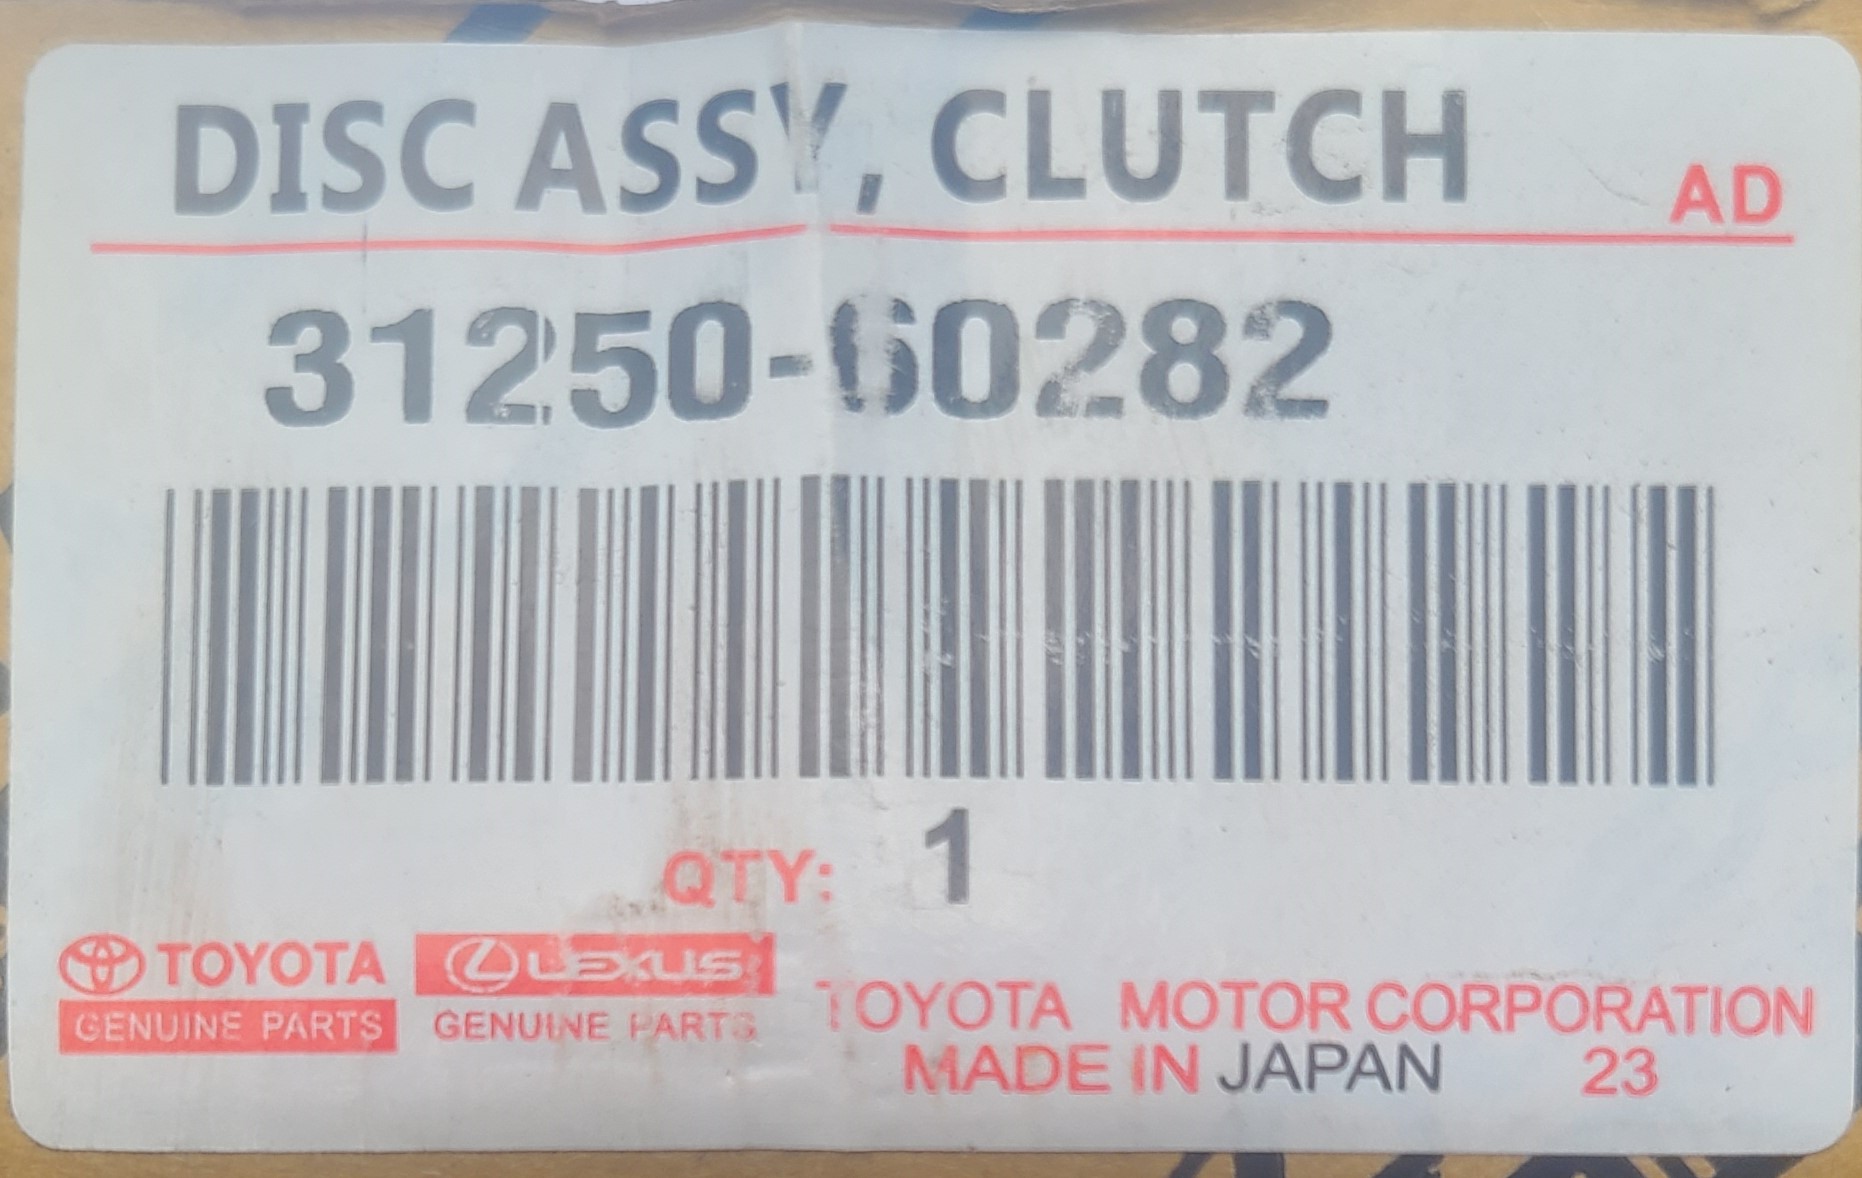 DISC ASSY, CLUTCH
AD
31250-60282
QTY: 1
TOYOTA
GENUINE PARTS
LEXUS
GENUINE PARTS
TOYOTA MOTOR CORPORATION
MADE IN JAPAN 23